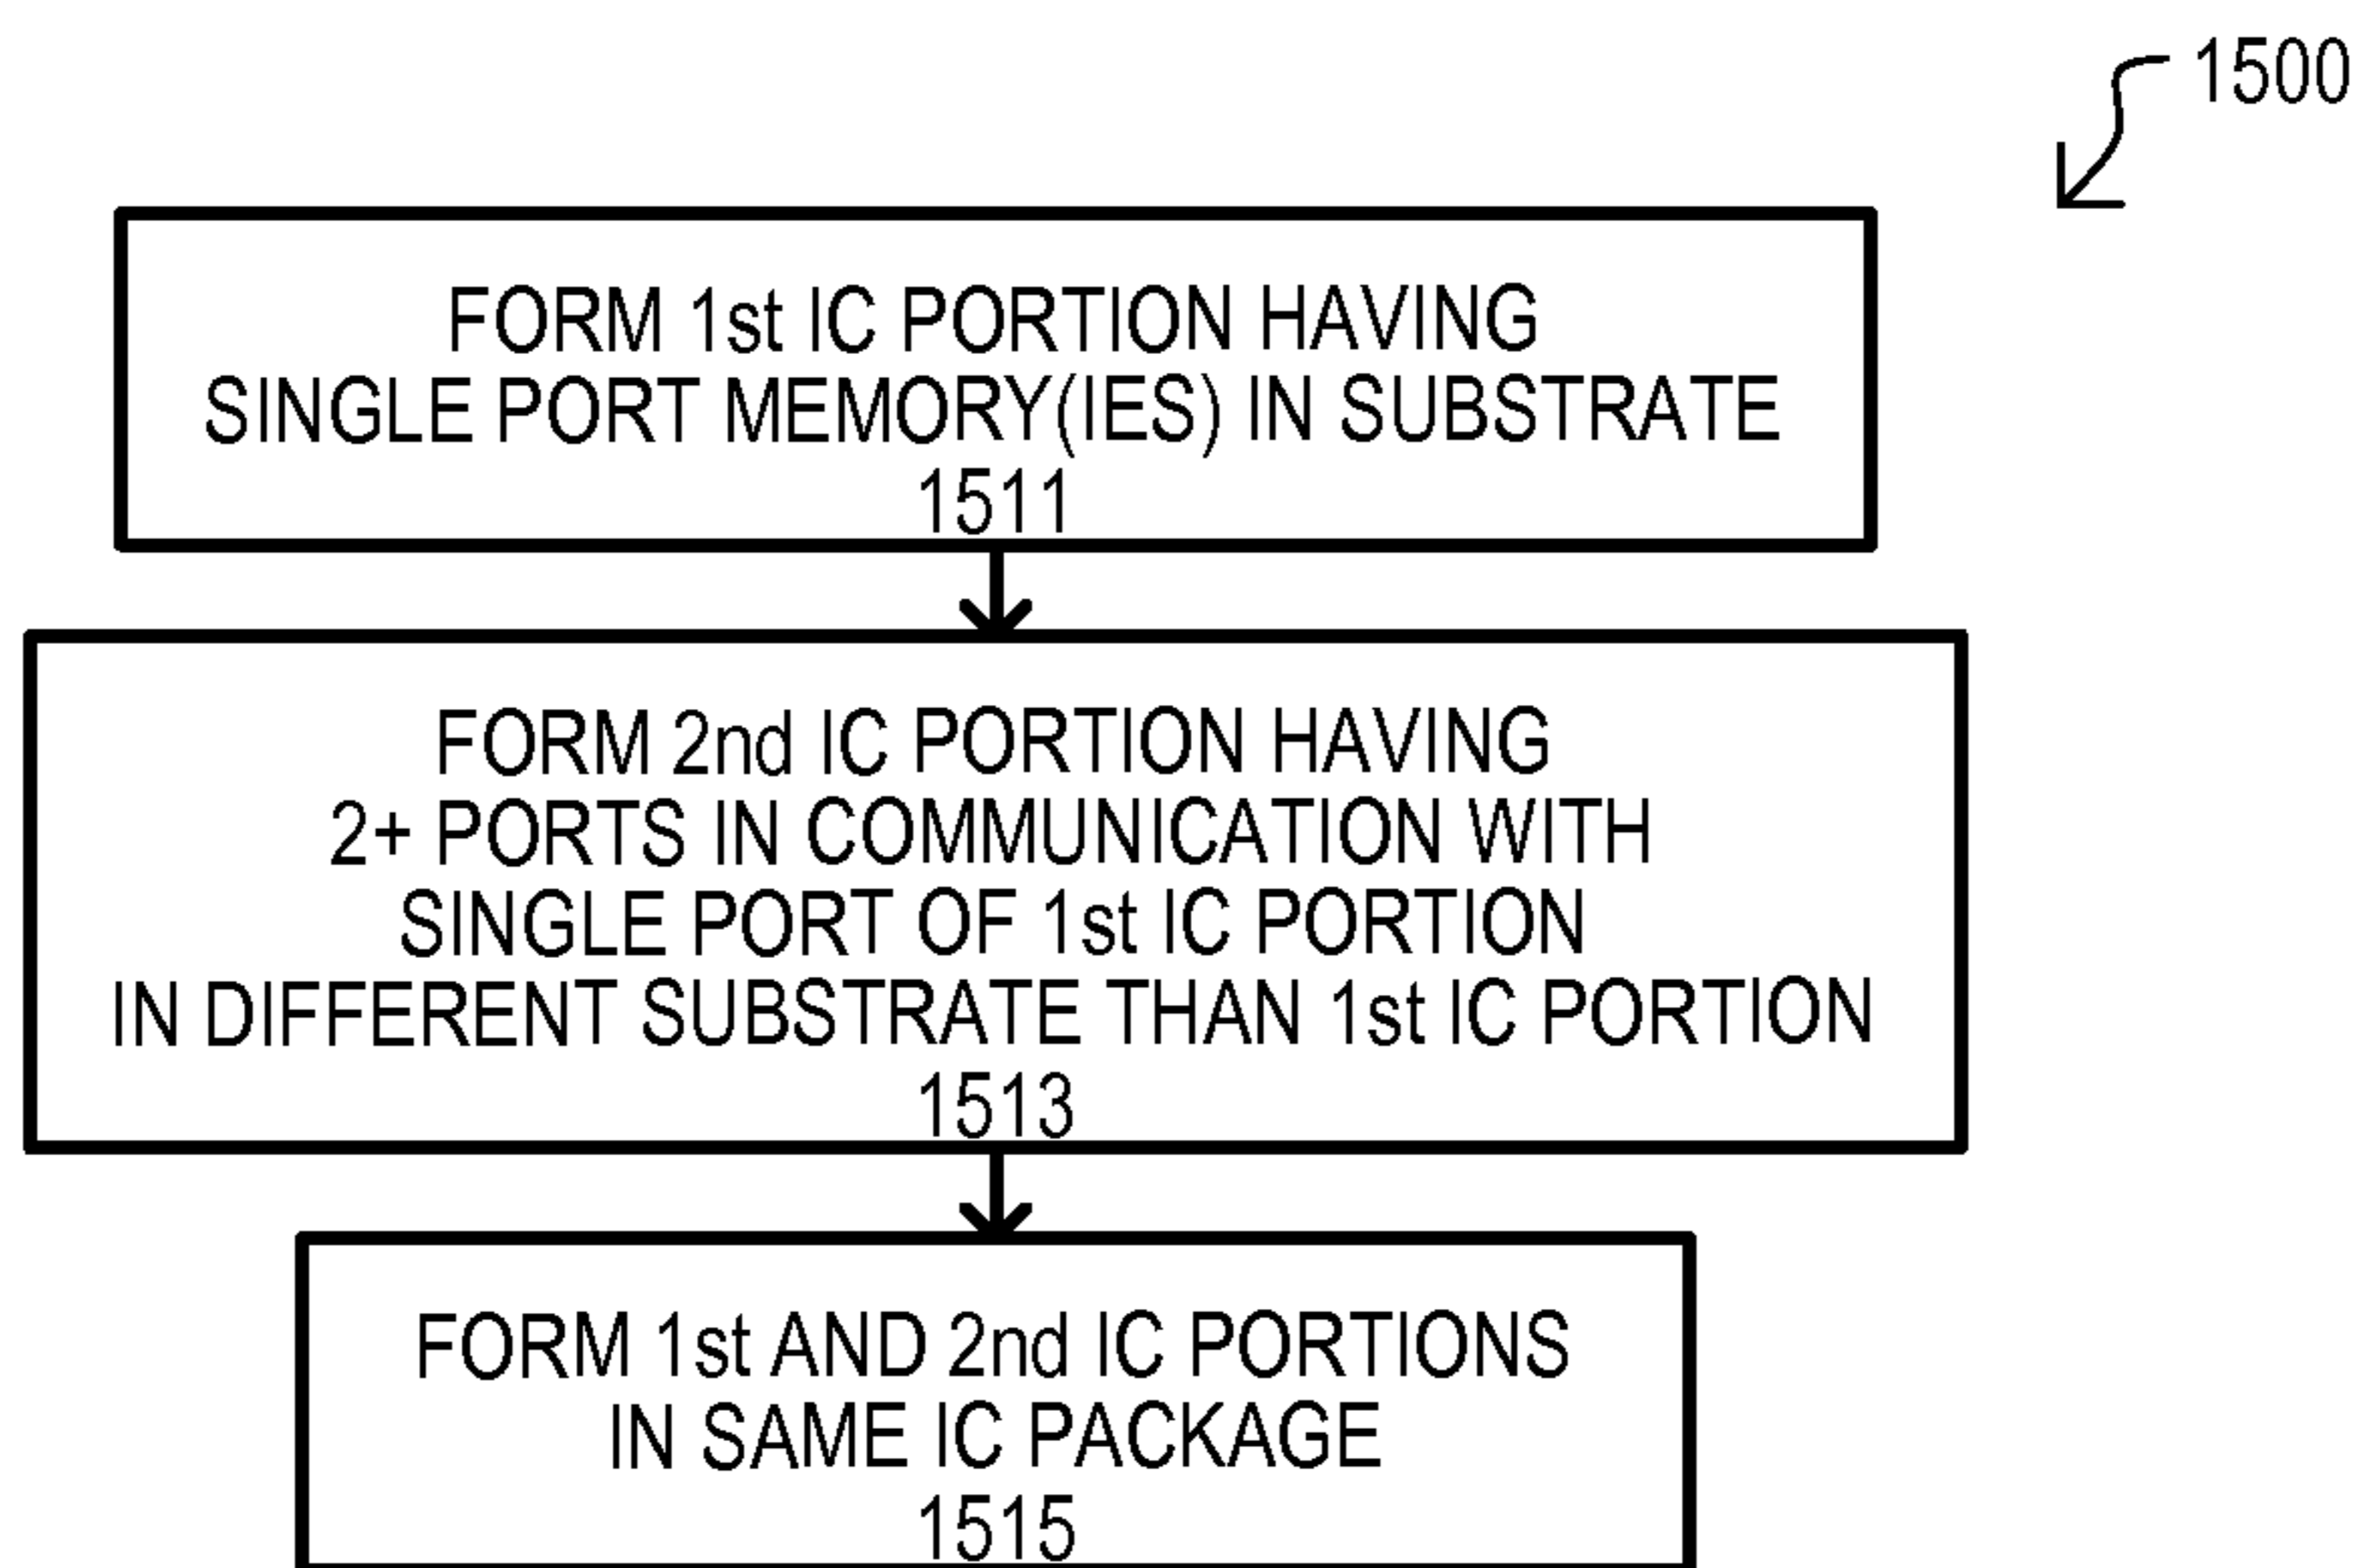 1500
FORM 1st IC PORTION HAVING
SINGLE PORT MEMORY(IES) IN SUBSTRATE
1511
FORM 2nd IC PORTION HAVING
2+ PORTS IN COMMUNICATION WITH
SINGLE PORT OF 1st IC PORTION
IN DIFFERENT SUBSTRATE THAN 1st IC PORTION
1513
FORM 1st AND 2nd IC PORTIONS
IN SAME IC PACKAGE
1515